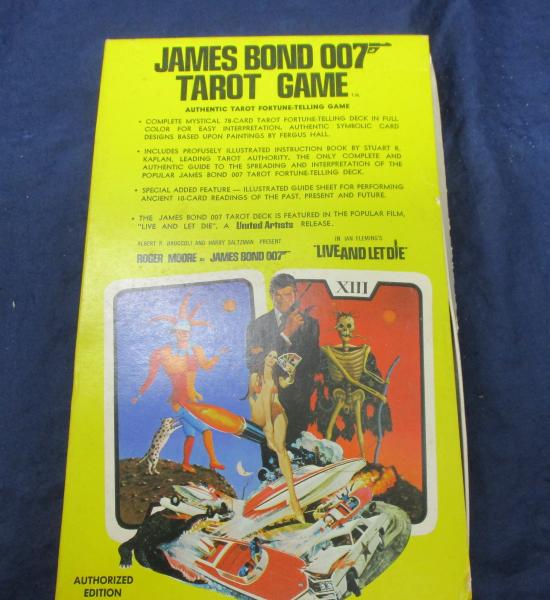 JAMES BOND 007
TAROT GAME T.M.
AUTHENTIC TAROT FORTUNE-TELLING GAME
• COMPLETE MYSTICAL 78-CARD TAROT FORTUNE-TELLING DECK IN FULL
COLOR FOR EASY INTERPRETATION, AUTHENTIC SYMBOLIC CARD
DESIGNS BASED UPON PAINTINGS BY FERGUS HALL.
• INCLUDES PROFUSELY ILLUSTRATED INSTRUCTION BOOK BY STUART R.
KAPLAN, LEADING TAROT AUTHORITY, THE ONLY COMPLETE AND
AUTHENTIC GUIDE TO THE SPREADING AND INTERPRETATION OF THE
POPULAR JAMES BOND 007 TAROT FORTUNE-TELLING DECK.
• SPECIAL ADDED FEATURE — ILLUSTRATED GUIDE SHEET FOR PERFORMING
ANCIENT 10-CARD READINGS OF THE PAST, PRESENT AND FUTURE.
• THE JAMES BOND 007 TAROT DECK IS FEATURED IN THE POPULAR FILM,
"LIVE AND LET DIE", A United Artists RELEASE.
ALBERT R. BROCCOLI AND HARRY SALTZMAN PRESENT
ROGER MOORE as JAMES BOND 007
IN IAN FLEMING'S
"LIVE AND LET DIE"
XIII
AUTHORIZED
EDITION